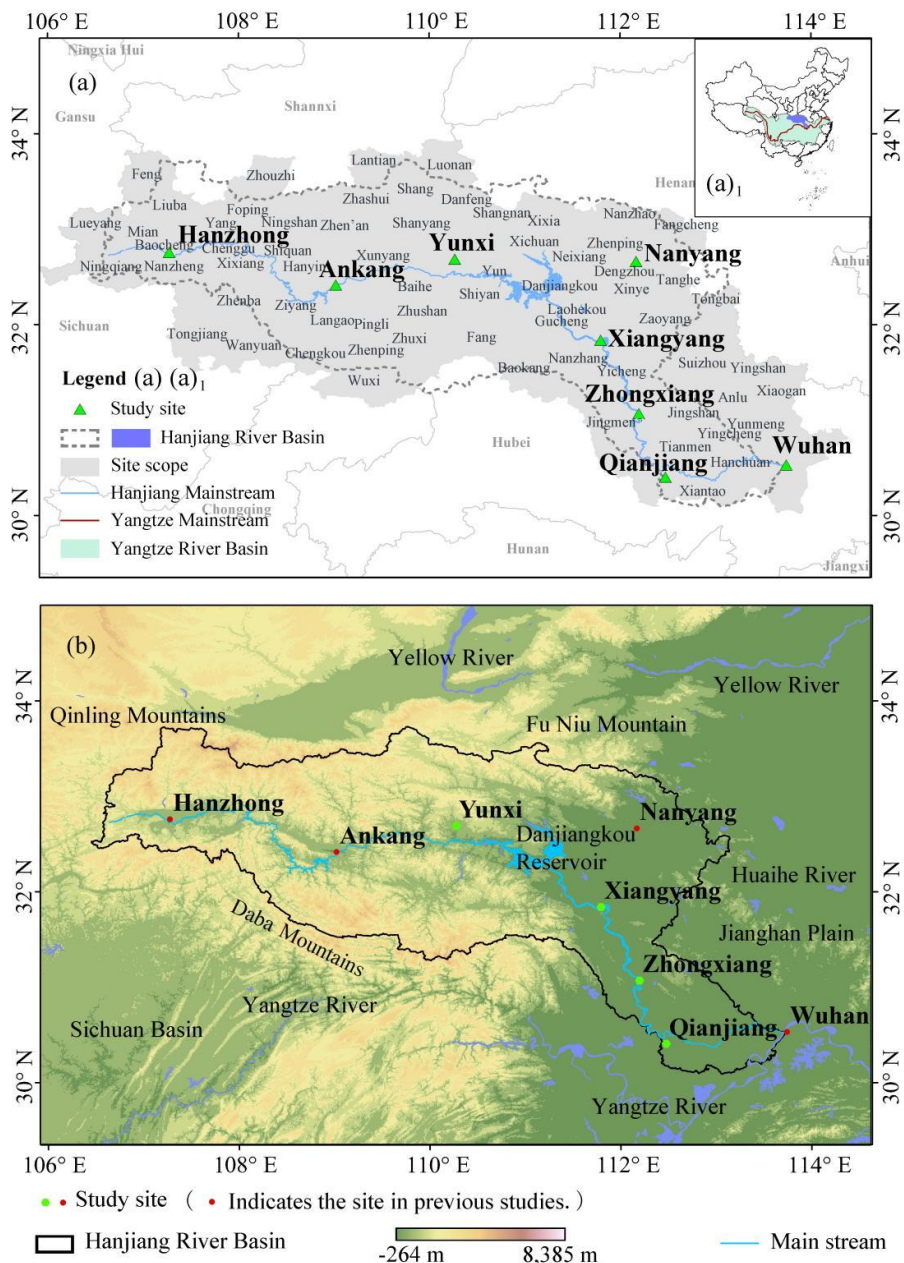 106° E
108° E
110° E
112° E
114° E
Ningxia Hui
(a)
Gansu
Shannxi
34° N
34° N
(a)1
Henan
Lantian
Luonan
Feng
Zhouzhi
Shang
Liuba
Zhashui
Danfeng
Foping
Shangnan
Nanzhao
Lueyang
Yang
Ningshan
Zhen'an
Shanyang
Xixia
Fangcheng
Mian
Hanzhong
Yunxi
Xichuan
Zhenping
Baocheng
Chenggu
Shiquan
Xunyang
Neixiang
Nanyang
Anhui
Ningqiang
Nanzheng
Xixiang
Hanyin
Ankang
Yun
Dengzhou
Tanghe
Baihe
Danjiangkou
Xinye
Zhenba
Ziyang
Shiyan
Laohekou
Tongbai
Sichuan
Langao
Pingli
Zhushan
Gucheng
Zaoyang
32° N
32° N
Tongjiang
Wanyuan
Zhuxi
Fang
Xiangyang
Chengkou
Zhenping
Nanzhang
Suizhou
Yingshan
Baokang
Yicheng
Legend (a) (a)1
Wuxi
Zhongxiang
Anlu
Xiaogan
Study site
Jingshan
Jingmen
Yunmeng
Hanjiang River Basin
Hubei
Yingcheng
Wuhan
Site scope
Qianjiang
Tianmen
Hanchuan
Hanjiang Mainstream
Xiantao
Yangtze Mainstream
Chongqing
30° N
30° N
Yangtze River Basin
Hunan
Jiangxi
(b)
Yellow River
Yellow River
34° N
34° N
Qinling Mountains
Fu Niu Mountain
Hanzhong
Yunxi
Nanyang
Ankang
Danjiangkou
Reservoir
Huaihe River
32° N
32° N
Xiangyang
Daba Mountains
Jianghan Plain
Zhongxiang
Yangtze River
Sichuan Basin
Qianjiang
Wuhan
30° N
30° N
Yangtze River
106° E
108° E
110° E
112° E
114° E
Study site ( Indicates the site in previous studies. )
Hanjiang River Basin
-264 m
8,385 m
Main stream